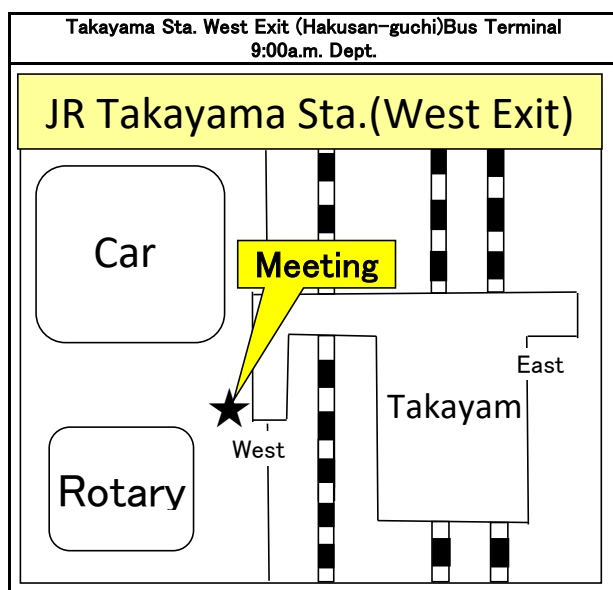 Takayama Sta. West Exit (Hakusan-guchi)Bus Terminal
9:00a.m. Dept.
JR Takayama Sta.(West Exit)
Car
Meeting
East
Takayam
West
Rotary